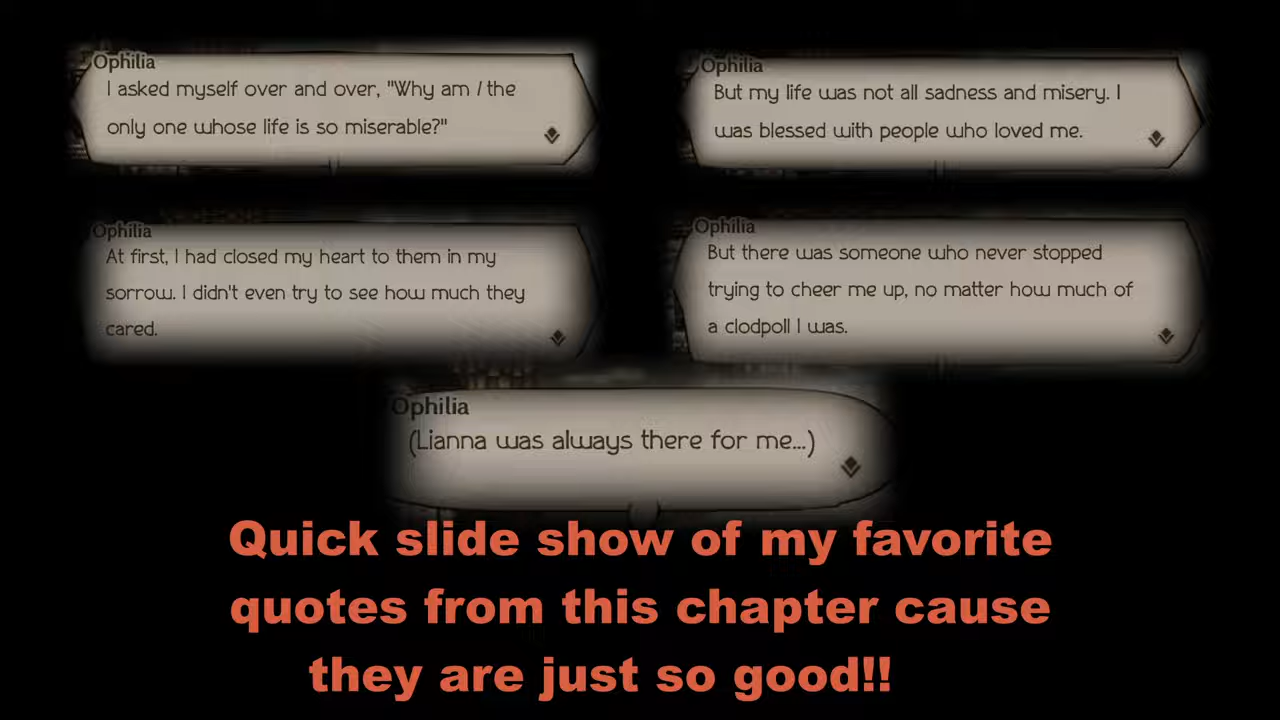 Ophilia
I asked myself over and over, "Why am I the
only one whose life is so miserable?"
Ophilia
But my life was not all sadness and misery. I
was blessed with people who loved me.
Ophilia
At first, I had closed my heart to them in my
sorrow. I didn't even try to see how much they
cared.
Ophilia
But there was someone who never stopped
trying to cheer me up, no matter how much of
a clodpoll I was.
Ophilia
(Lianna was always there for me...)
Quick slide show of my favorite
quotes from this chapter cause
they are just so good!!